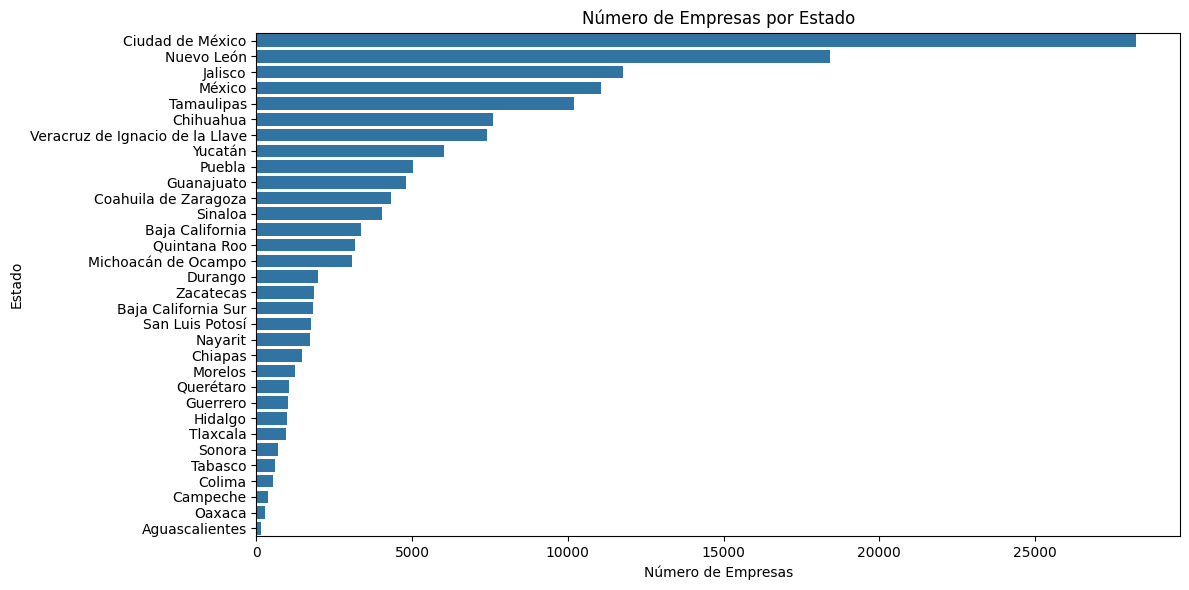 Número de Empresas por Estado
Estado
Ciudad de México
Nuevo León
Jalisco
México
Tamaulipas
Chihuahua
Veracruz de Ignacio de la Llave
Yucatán
Puebla
Guanajuato
Coahuila de Zaragoza
Sinaloa
Baja California
Quintana Roo
Michoacán de Ocampo
Durango
Zacatecas
Baja California Sur
San Luis Potosí
Nayarit
Chiapas
Morelos
Querétaro
Guerrero
Hidalgo
Tlaxcala
Sonora
Tabasco
Colima
Campeche
Oaxaca
Aguascalientes
0 5000 10000 15000 20000 25000
Número de Empresas